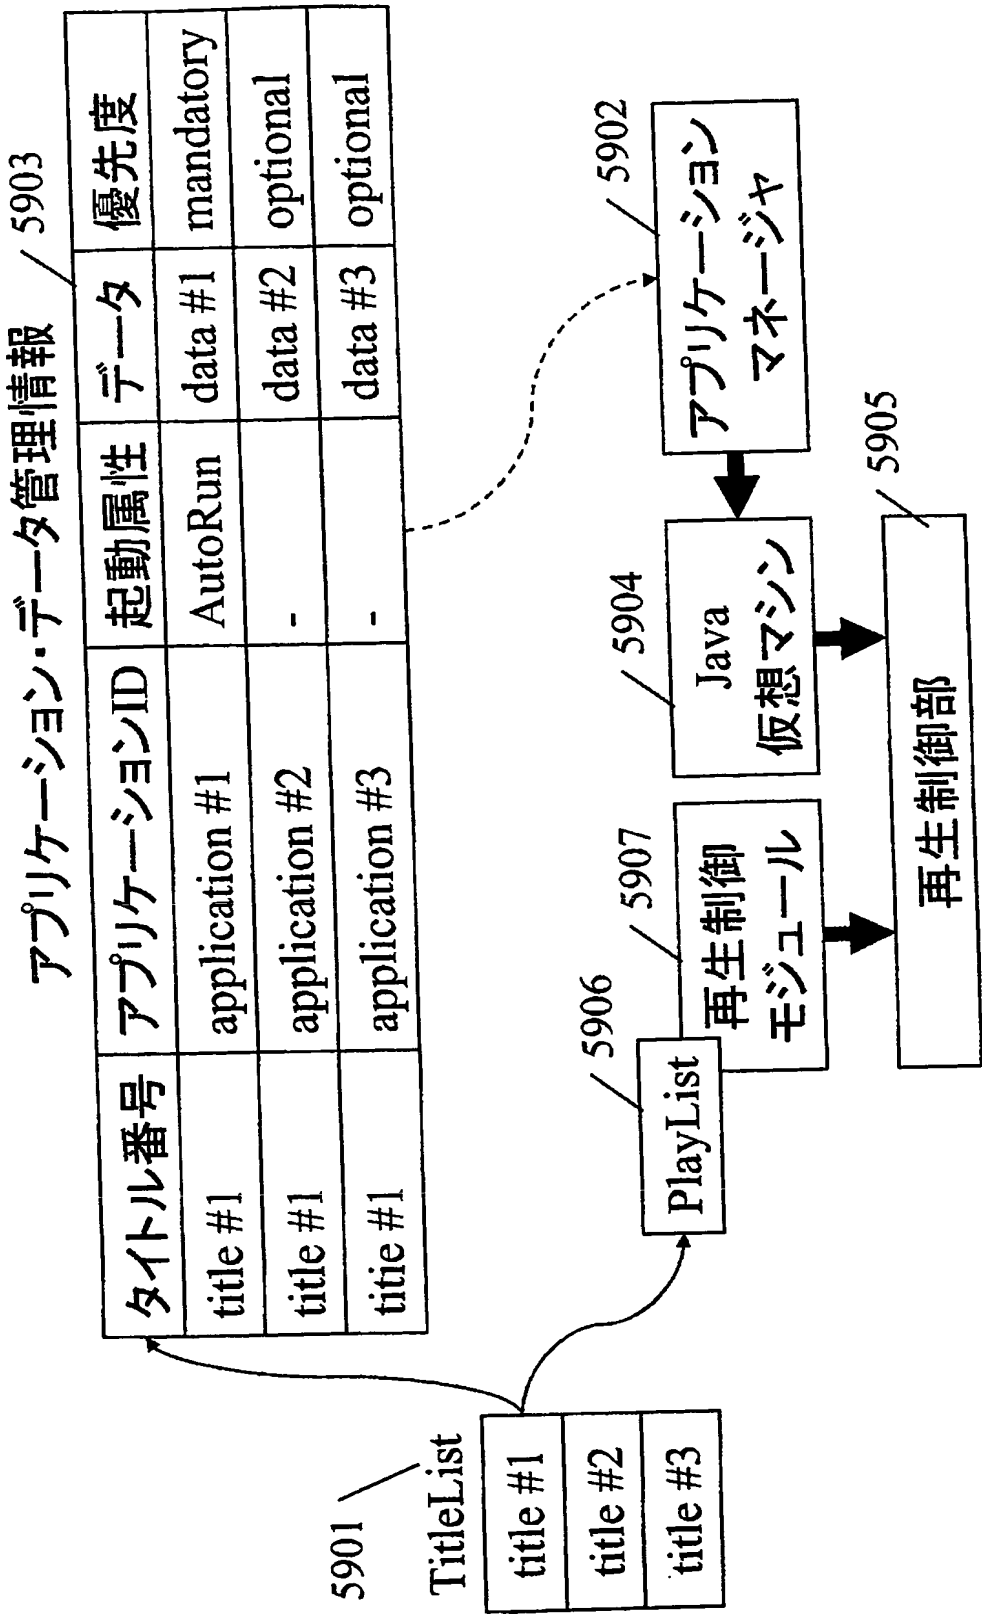 アプリケーション・データ管理情報
5903
タイトル番号 アプリケーションID 起動属性 データ 優先度
title #1 application #1 AutoRun data #1 mandatory
title #1 application #2 - data #2 optional
titie #1 application #3 - data #3 optional
5901
TitleList
title #1
title #2
title #3
5906
PlayList
5907
再生制御
モジュール
5904
Java
仮想マシン
5902
アプリケーション
マネージャ
5905
再生制御部